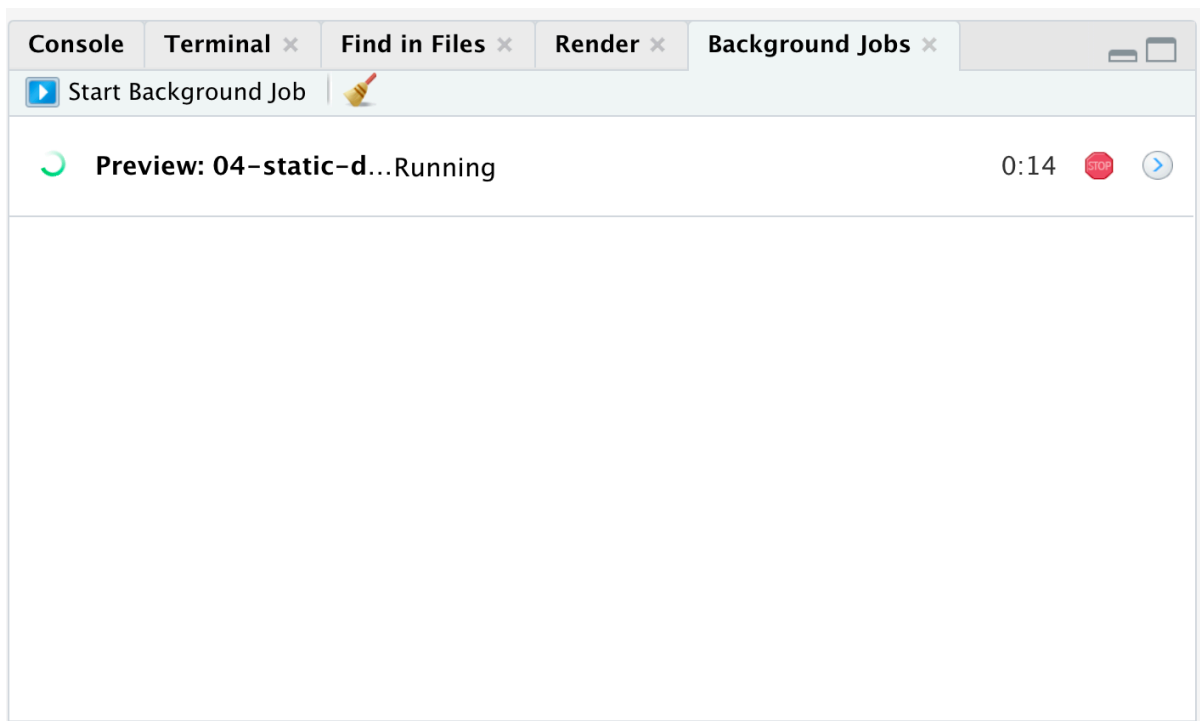 Console Terminal Find in Files Render Background Jobs
Start Background Job
Preview: 04-static-d...Running 0:14 STOP